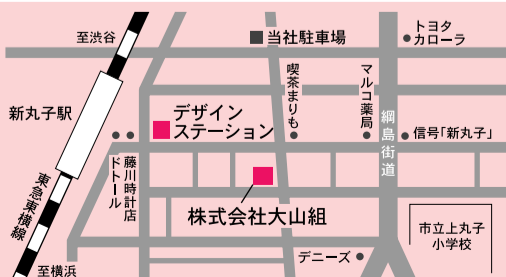 至渋谷
当社駐車場
トヨタ
カローラ
喫茶まりも
マルコ薬局
綱島街道
新丸子駅
デザイン
ステーション
信号「新丸子」
藤川時計店
ドトール
東急東横線
株式会社大山組
市立上丸子
小学校
デニーズ
至横浜